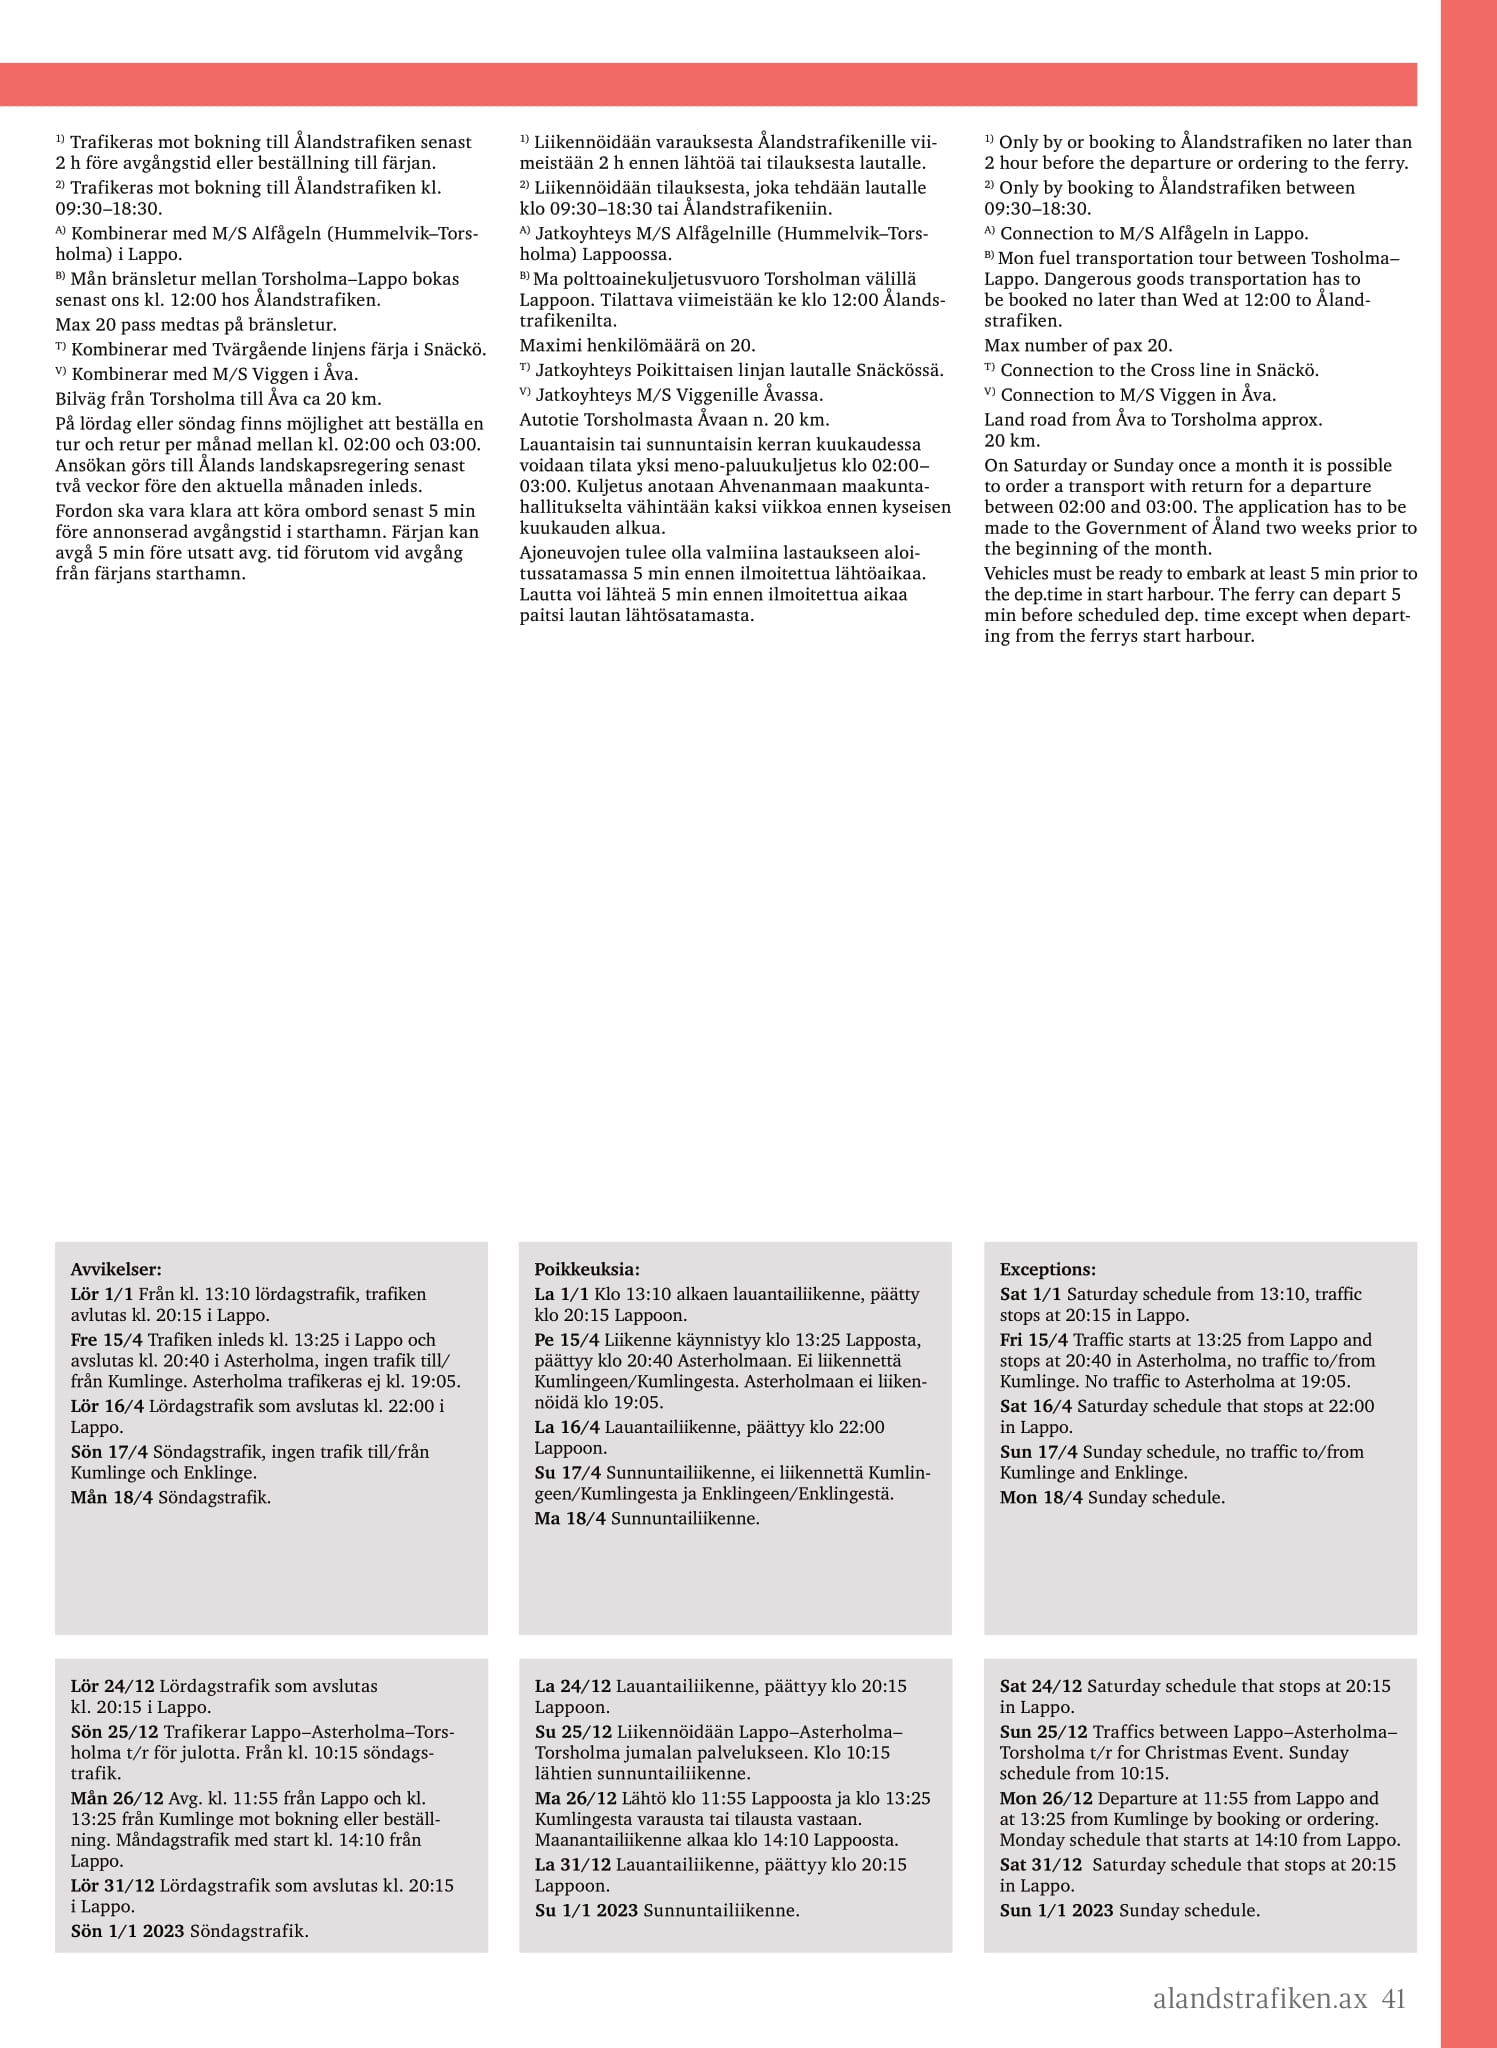 1) Trafikeras mot bokning till Ålandstrafiken senast
2 h före avgångstid eller beställning till färjan.
2) Trafikeras mot bokning till Ålandstrafiken kl.
09:30–18:30.
A) Kombinerar med M/S Alfågeln (Hummelvik–Tors-
holma) i Lappo.
B) Mån bränsletur mellan Torsholma–Lappo bokas
senast ons kl. 12:00 hos Ålandstrafiken.
Max 20 pass medtas på bränsletur.
T) Kombinerar med Tvärgående linjens färja i Snäckö.
V) Kombinerar med M/S Viggen i Åva.
Bilväg från Torsholma till Åva ca 20 km.
På lördag eller söndag finns möjlighet att beställa en
tur och retur per månad mellan kl. 02:00 och 03:00.
Ansökan görs till Ålands landskapsregering senast
två veckor före den aktuella månaden inleds.
Fordon ska vara klara att köra ombord senast 5 min
före annonserad avgångstid i starthamn. Färjan kan
avgå 5 min före utsatt avg. tid förutom vid avgång
från färjans starthamn.
1) Liikennöidään varauksesta Ålandstrafikenille vii-
meistään 2 h ennen lähtöä tai tilauksesta lautalle.
2) Liikennöidään tilauksesta, joka tehdään lautalle
klo 09:30–18:30 tai Ålandstrafikeniin.
A) Jatkoyhteys M/S Alfågelnille (Hummelvik–Tors-
holma) Lappoossa.
B) Ma polttoainekuljetusvuoro Torsholman välillä
Lappoon. Tilattava viimeistään ke klo 12:00 Ålands-
trafikenilta.
Maximi henkilömäärä on 20.
T) Jatkoyhteys Poikittaisen linjan lautalle Snäckössä.
V) Jatkoyhteys M/S Viggenille Åvassa.
Autotie Torsholmasta Åvaan n. 20 km.
Lauantaisin tai sunnuntaisin kerran kuukaudessa
voidaan tilata yksi meno-paluukuljetus klo 02:00–
03:00. Kuljetus anotaan Ahvenanmaan maakunta-
hallitukselta vähintään kaksi viikkoa ennen kyseisen
kuukauden alkua.
Ajoneuvojen tulee olla valmiina lastaukseen aloi-
tussatamassa 5 min ennen ilmoitettua lähtöaikaa.
Lautta voi lähteä 5 min ennen ilmoitettua aikaa
paitsi lautan lähtösatamasta.
1) Only by or booking to Ålandstrafiken no later than
2 hour before the departure or ordering to the ferry.
2) Only by booking to Ålandstrafiken between
09:30–18:30.
A) Connection to M/S Alfågeln in Lappo.
B) Mon fuel transportation tour between Tosholma–
Lappo. Dangerous goods transportation has to
be booked no later than Wed at 12:00 to Åland-
strafiken.
Max number of pax 20.
T) Connection to the Cross line in Snäckö.
V) Connection to M/S Viggen in Åva.
Land road from Åva to Torsholma approx.
20 km.
On Saturday or Sunday once a month it is possible
to order a transport with return for a departure
between 02:00 and 03:00. The application has to be
made to the Government of Åland two weeks prior to
the beginning of the month.
Vehicles must be ready to embark at least 5 min prior to
the dep.time in start harbour. The ferry can depart 5
min before scheduled dep. time except when depart-
ing from the ferrys start harbour.
Avvikelser:
Lör 1/1 Från kl. 13:10 lördagstrafik, trafiken
avlutas kl. 20:15 i Lappo.
Fre 15/4 Trafiken inleds kl. 13:25 i Lappo och
avslutas kl. 20:40 i Asterholma, ingen trafik till/
från Kumlinge. Asterholma trafikeras ej kl. 19:05.
Lör 16/4 Lördagstrafik som avslutas kl. 22:00 i
Lappo.
Sön 17/4 Söndagstrafik, ingen trafik till/från
Kumlinge och Enklinge.
Mån 18/4 Söndagstrafik.
Poikkeuksia:
La 1/1 Klo 13:10 alkaen lauantailiikenne, päätty
klo 20:15 Lappoon.
Pe 15/4 Liikenne käynnistyy klo 13:25 Lapposta,
päättyy klo 20:40 Asterholmaan. Ei liikennettä
Kumlingeen/Kumlingesta. Asterholmaan ei liiken-
nöidä klo 19:05.
La 16/4 Lauantailiikenne, päättyy klo 22:00
Lappoon.
Su 17/4 Sunnuntailiikenne, ei liikennettä Kumlin-
geen/Kumlingesta ja Enklingeen/Enklingestä.
Ma 18/4 Sunnuntailiikenne.
Exceptions:
Sat 1/1 Saturday schedule from 13:10, traffic
stops at 20:15 in Lappo.
Fri 15/4 Traffic starts at 13:25 from Lappo and
stops at 20:40 in Asterholma, no traffic to/from
Kumlinge. No traffic to Asterholma at 19:05.
Sat 16/4 Saturday schedule that stops at 22:00
in Lappo.
Sun 17/4 Sunday schedule, no traffic to/from
Kumlinge and Enklinge.
Mon 18/4 Sunday schedule.
Lör 24/12 Lördagstrafik som avslutas
kl. 20:15 i Lappo.
Sön 25/12 Trafikerar Lappo–Asterholma–Tors-
holma t/r för julotta. Från kl. 10:15 söndags-
trafik.
Mån 26/12 Avg. kl. 11:55 från Lappo och kl.
13:25 från Kumlinge mot bokning eller beställ-
ning. Måndagstrafik med start kl. 14:10 från
Lappo.
Lör 31/12 Lördagstrafik som avslutas kl. 20:15
i Lappo.
Sön 1/1 2023 Söndagstrafik.
La 24/12 Lauantailiikenne, päättyy klo 20:15
Lappoon.
Su 25/12 Liikennöidään Lappo–Asterholma–
Torsholma jumalan palvelukseen. Klo 10:15
lähtien sunnuntailiikenne.
Ma 26/12 Lähtö klo 11:55 Lappoosta ja klo 13:25
Kumlingesta varausta tai tilausta vastaan.
Maanantailiikenne alkaa klo 14:10 Lappoosta.
La 31/12 Lauantailiikenne, päättyy klo 20:15
Lappoon.
Su 1/1 2023 Sunnuntailiikenne.
Sat 24/12 Saturday schedule that stops at 20:15
in Lappo.
Sun 25/12 Traffics between Lappo–Asterholma–
Torsholma t/r for Christmas Event. Sunday
schedule from 10:15.
Mon 26/12 Departure at 11:55 from Lappo and
at 13:25 from Kumlinge by booking or ordering.
Monday schedule that starts at 14:10 from Lappo.
Sat 31/12 Saturday schedule that stops at 20:15
in Lappo.
Sun 1/1 2023 Sunday schedule.
alandstrafiken.ax 41